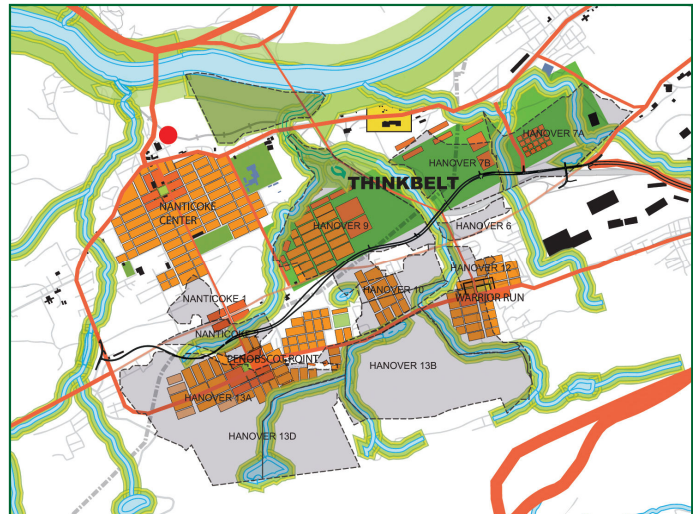 HANOVER 7A
HANOVER 7B
THINKBELT
NANTICOKE
CENTER
HANOVER 9
HANOVER 6
HANOVER 12
HANOVER 10
NANTICOKE 1
WARRIOR RUN
NANTICOKE
PENOBSCOT POINT
HANOVER 13B
HANOVER 13A
HANOVER 13D